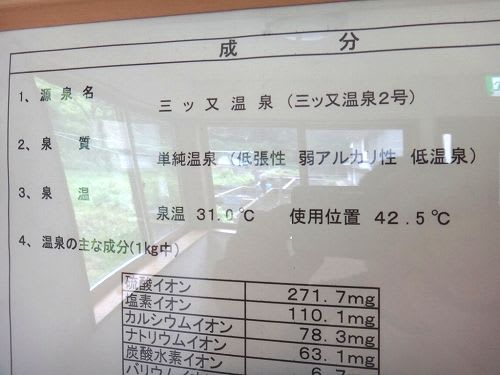 成 分
1、源 泉 名
三ッ又温泉(三ッ又温泉2号)
2、泉 質
単純温泉(低張性 弱アルカリ性 低温泉)
3、泉 温
泉温 31.0℃ 使用位置 42.5℃
4、温泉の主な成分(1kg中)
硫酸イオン 271.7mg
塩素イオン 110.1mg
カルシウムイオン 78.3mg
ナトリウムイオン 63.1mg
炭酸水素イオン 6.7